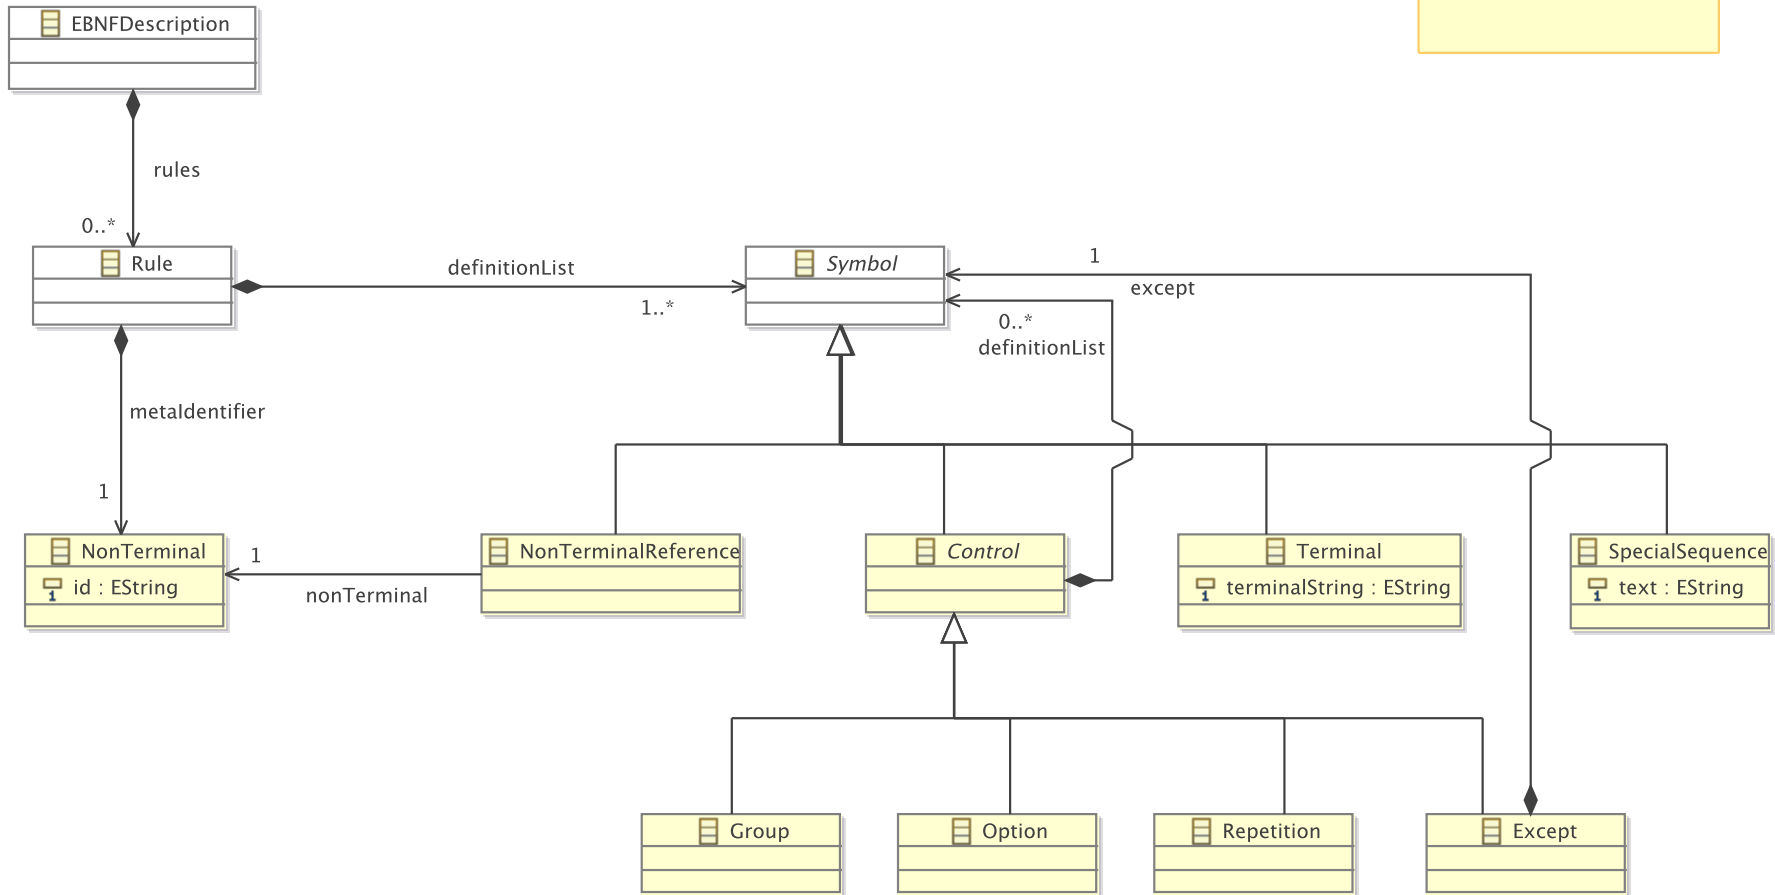 EBNFDescription
rules
0..*
Rule
definitionList
1..*
Symbol
1
except
0..*
definitionList
metaIdentifier
1
NonTerminal
id : EString
1
nonTerminal
NonTerminalReference
Control
Terminal
terminalString : EString
SpecialSequence
text : EString
Group
Option
Repetition
Except